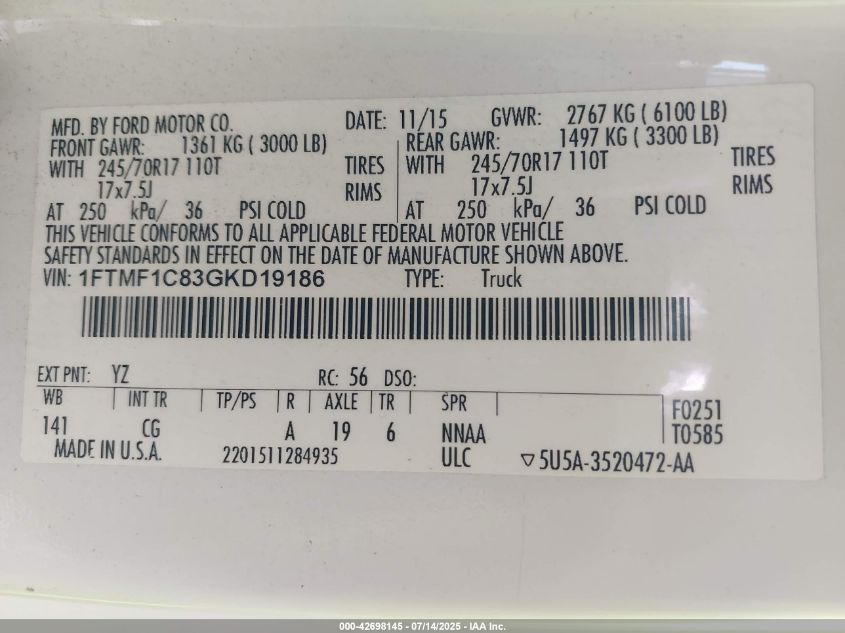 MFD. BY FORD MOTOR CO. DATE: 11/15 GVWR: 2767 KG ( 6100 LB)
FRONT GAWR: 1361 KG ( 3000 LB) REAR GAWR: 1497 KG ( 3300 LB)
WITH 245/70R17 110T TIRES WITH 245/70R17 110T TIRES
17x7.5J RIMS 17x7.5J RIMS
AT 250 kPa/ 36 PSI COLD AT 250 kPa/ 36 PSI COLD
THIS VEHICLE CONFORMS TO ALL APPLICABLE FEDERAL MOTOR VEHICLE
SAFETY STANDARDS IN EFFECT ON THE DATE OF MANUFACTURE SHOWN ABOVE.
VIN: 1FTMF1C83GKD19186 TYPE: Truck
EXT PNT: YZ RC: 56 DSO:
WB INT TR TP/PS R AXLE TR SPR F0251
141 CG A 19 6 NNAA T0585
MADE IN U.S.A. 2201511284935 ULC ▽5U5A-3520472-AA
000-42698145 - 07/14/2025 - IAA Inc.